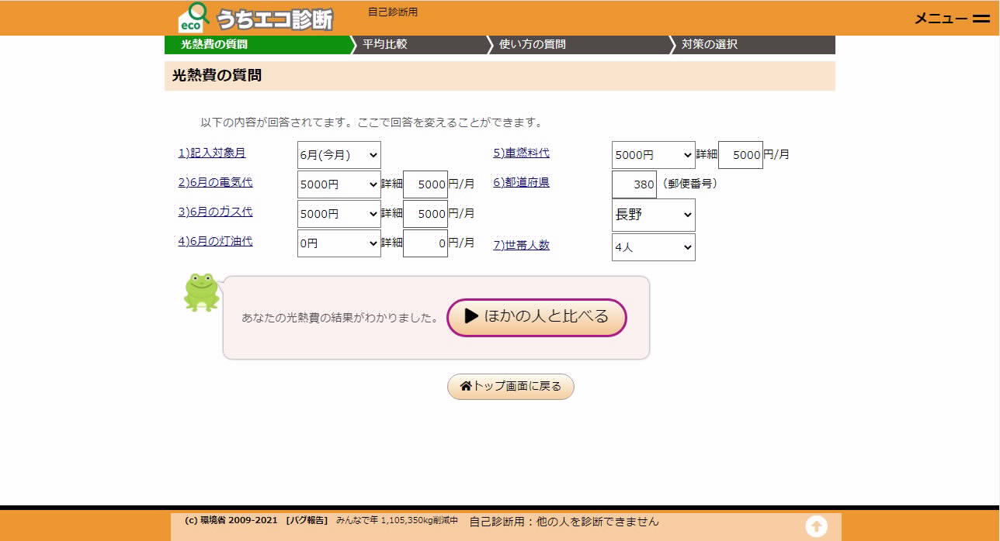 eco うちエコ診断 自己診断用 メニュー
光熱費の質問 平均比較 使い方の質問 対策の選択
光熱費の質問
以下の内容が回答されてます。ここで回答を変えることができます。
1)記入対象月 6月(今月)
2)6月の電気代 5000円 詳細 5000 円/月
3)6月のガス代 5000円 詳細 5000 円/月
4)6月の灯油代 0円 詳細 0 円/月
5)車燃料代 5000円 詳細 5000 円/月
6)都道府県 380 (郵便番号)
長野
7)世帯人数 4人
あなたの光熱費の結果がわかりました。 ▶ ほかの人と比べる
トップ画面に戻る
(c) 環境省 2009-2021 [バグ報告] みんなで年 1,105,350kg削減中 自己診断用：他の人を診断できません